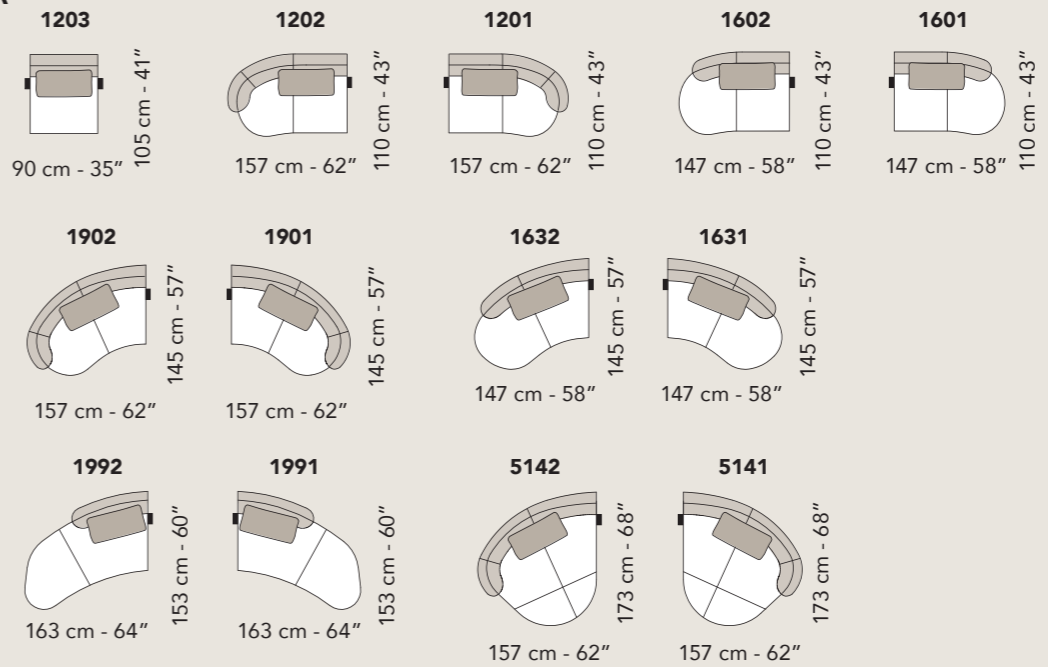 1203
1202
1201
1602
1601
105 cm - 41”
110 cm - 43”
110 cm - 43”
110 cm - 43”
110 cm - 43”
90 cm - 35”
157 cm - 62”
157 cm - 62”
147 cm - 58”
147 cm - 58”
1902
1901
1632
1631
145 cm - 57”
145 cm - 57”
145 cm - 57”
145 cm - 57”
157 cm - 62”
157 cm - 62”
147 cm - 58”
147 cm - 58”
1992
1991
5142
5141
153 cm - 60”
153 cm - 60”
173 cm - 68”
173 cm - 68”
163 cm - 64”
163 cm - 64”
157 cm - 62”
157 cm - 62”